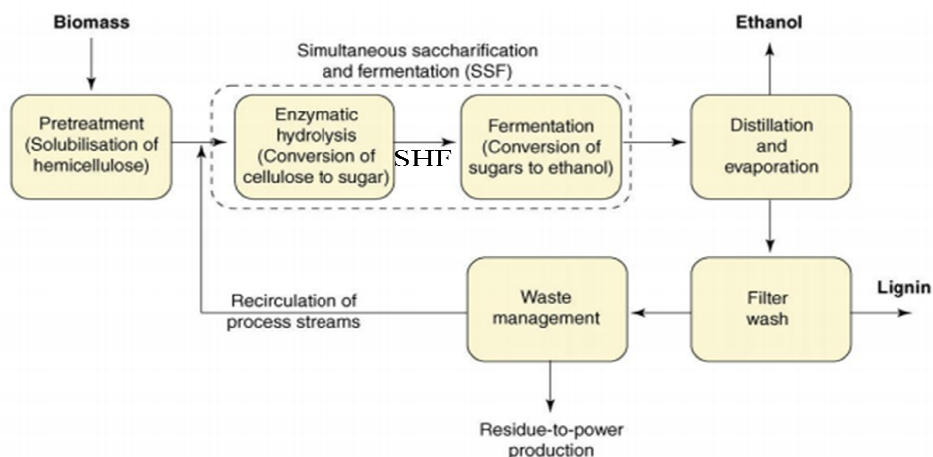 Biomass
Ethanol
Simultaneous saccharification
and fermentation (SSF)
Pretreatment
(Solubilisation of
hemicellulose)
Enzymatic
hydrolysis
(Conversion of
cellulose to sugar)
SHF
Fermentation
(Conversion of
sugars to ethanol)
Distillation
and
evaporation
Recirculation of
process streams
Waste
management
Filter
wash
Lignin
Residue-to-power
production